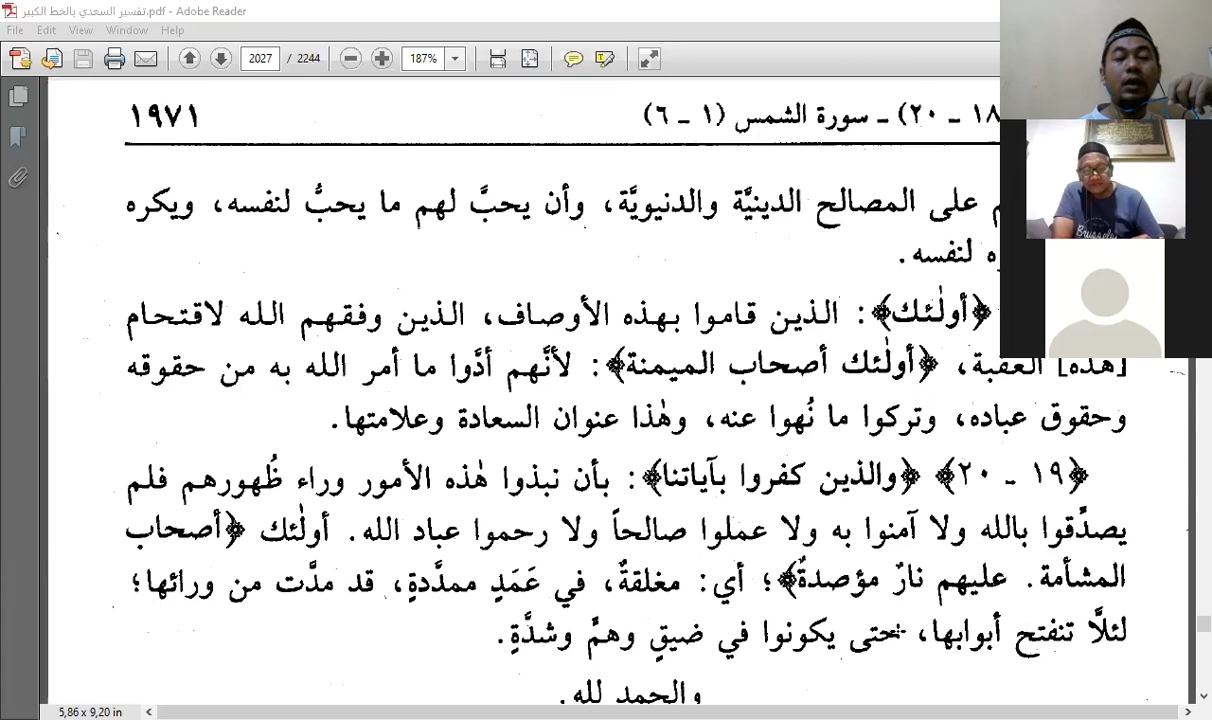 تفسير السعدي بالخط الكبير.pdf - Adobe Reader
File Edit View Window Help
2027 / 2244 187%
١٨ ـ ٢٠) ـ سورة الشمس (١ ـ ٦) ١٩٧١
على المصالح الدينيَّة والدنيويَّة، وأن يحبَّ لهم ما يحبُّ لنفسه، ويكره
لنفسه.
﴿أولٰئك﴾: الذين قاموا بهذه الأوصاف، الذين وفقهم الله لاقتحام
[هذه] العقبة، ﴿أولٰئك أصحاب الميمنة﴾: لأنَّهم أدَّوا ما أمر الله به من حقوقه
وحقوق عباده، وتركوا ما نُهوا عنه، وهٰذا عنوان السعادة وعلامتها.
﴿١٩ ـ ٢٠﴾ ﴿والذين كفروا بآياتنا﴾: بأن نبذوا هٰذه الأمور وراء ظُهورهم فلم
يصدِّقوا بالله ولا آمنوا به ولا عملوا صالحاً ولا رحموا عباد الله. أولٰئك ﴿أصحاب
المشأمة. عليهم نارٌ مؤصدةٌ﴾؛ أي: مغلقةٌ، في عَمَدٍ ممدَّدةٍ، قد مدَّت من ورائها؛
لئلَّا تنفتح أبوابها، حتى يكونوا في ضيقٍ وهمٍّ وشدَّةٍ.
والحمد لله.
Brussels
5,86 x 9,20 in